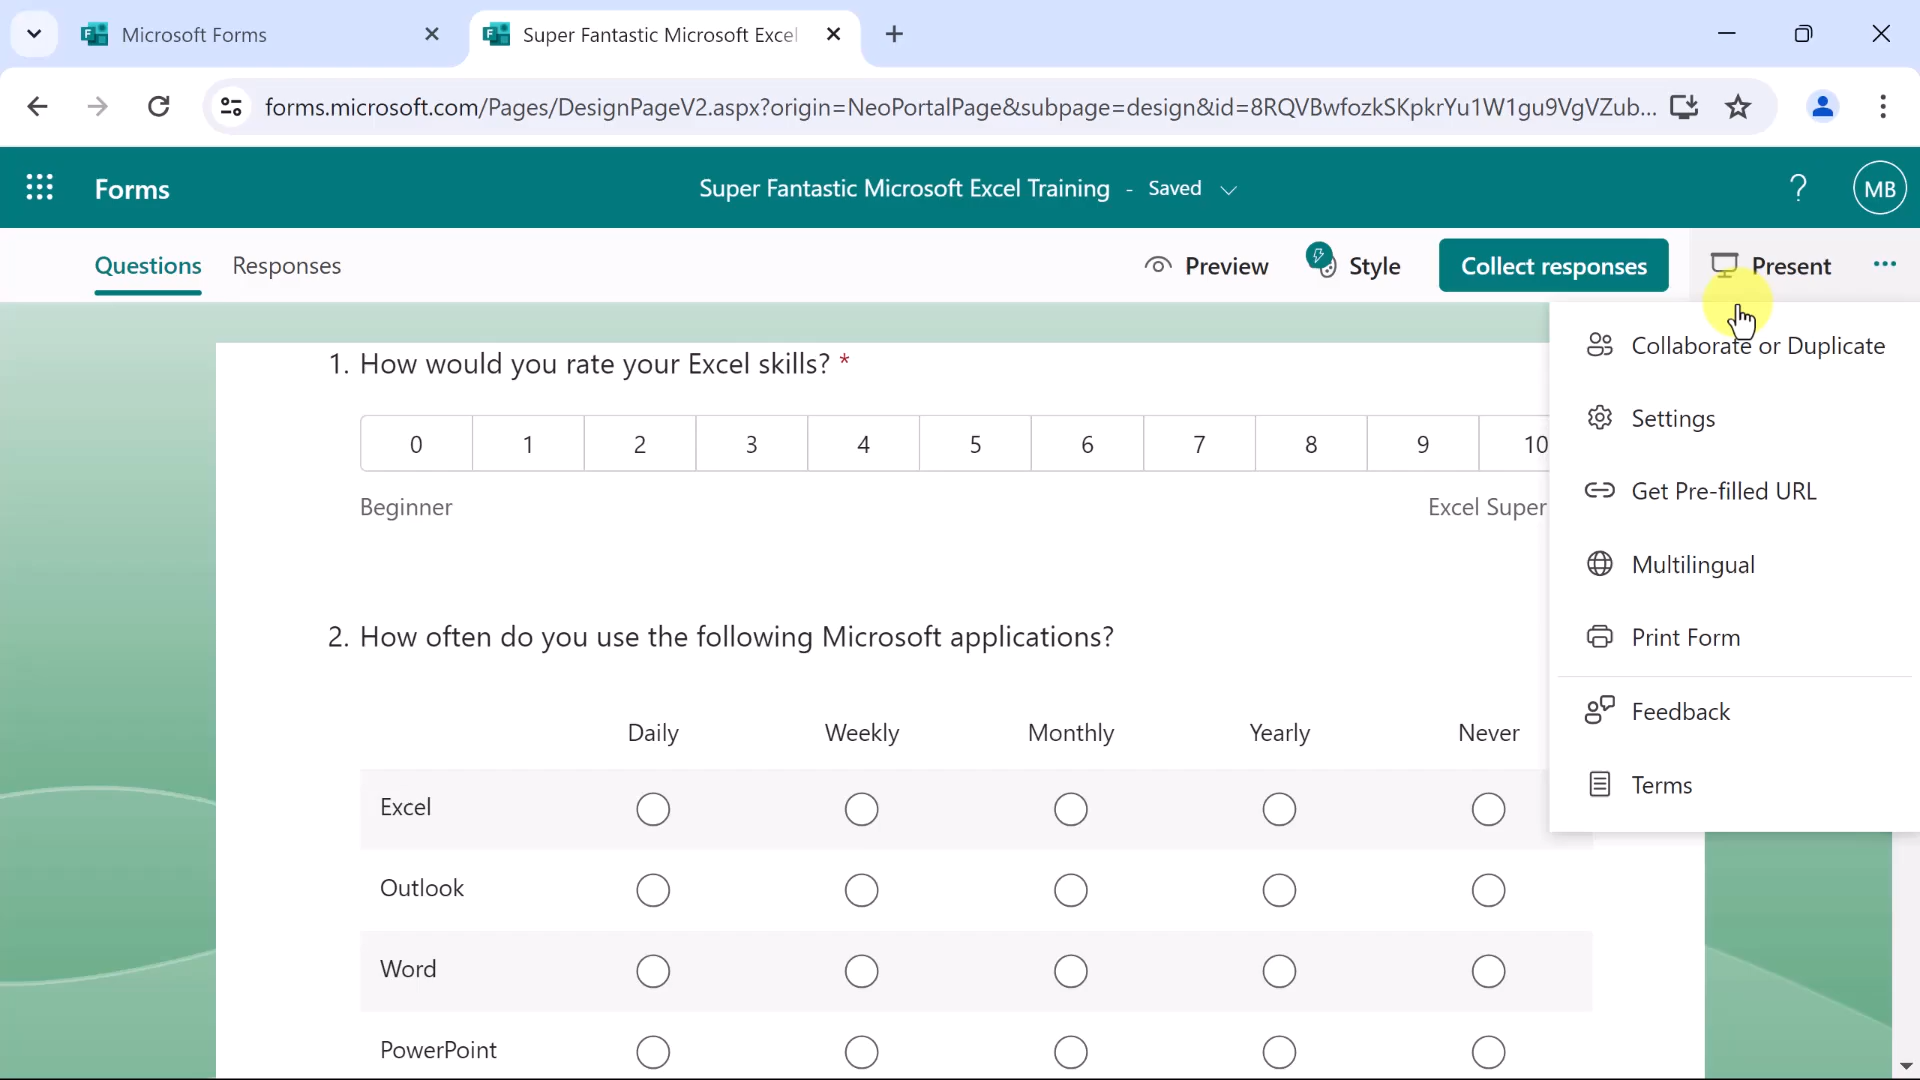 Microsoft Forms
Super Fantastic Microsoft Excel
forms.microsoft.com/Pages/DesignPageV2.aspx?origin=NeoPortalPage&subpage=design&id=8RQVBwfozkSKpkrYu1W1gu9VgVZub...
Forms
Super Fantastic Microsoft Excel Training - Saved
?
MB
Questions
Responses
Preview
Style
Collect responses
Present
Collaborate or Duplicate
Settings
Get Pre-filled URL
Multilingual
Print Form
Feedback
Terms
1. How would you rate your Excel skills? *
0 1 2 3 4 5 6 7 8 9 10
Beginner
Excel Super
2. How often do you use the following Microsoft applications?
Daily Weekly Monthly Yearly Never
Excel
Outlook
Word
PowerPoint